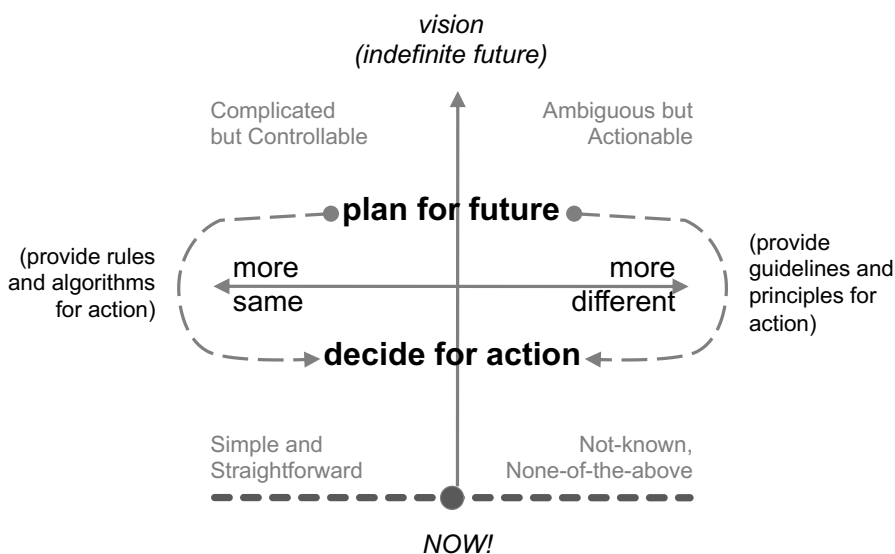 vision
(indefinite future)
Complicated
but Controllable
Ambiguous but
Actionable
plan for future
(provide rules
and algorithms
for action)
more
same
more
different
(provide
guidelines and
principles for
action)
decide for action
Simple and
Straightforward
Not-known,
None-of-the-above
NOW!